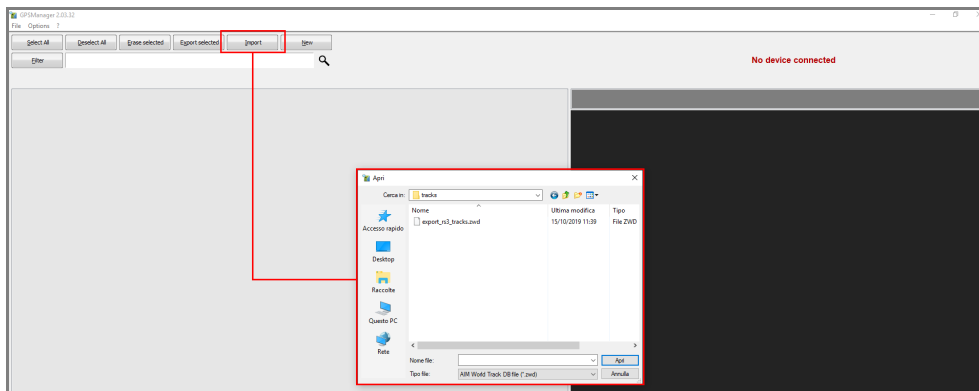 GPSManager 2.03.32
File Options ?
Select All Deselect All Erase selected Export selected Import New
Filter
No device connected
Apri
Cerca in: tracks
Nome Ultima modifica Tipo
export_rs3_tracks.zwd 15/10/2019 11:39 File ZWD
Accesso rapido
Desktop
Raccolte
Questo PC
Rete
Nome file: Apri
Tipo file: AIM World Track DB file (*.zwd) Annulla